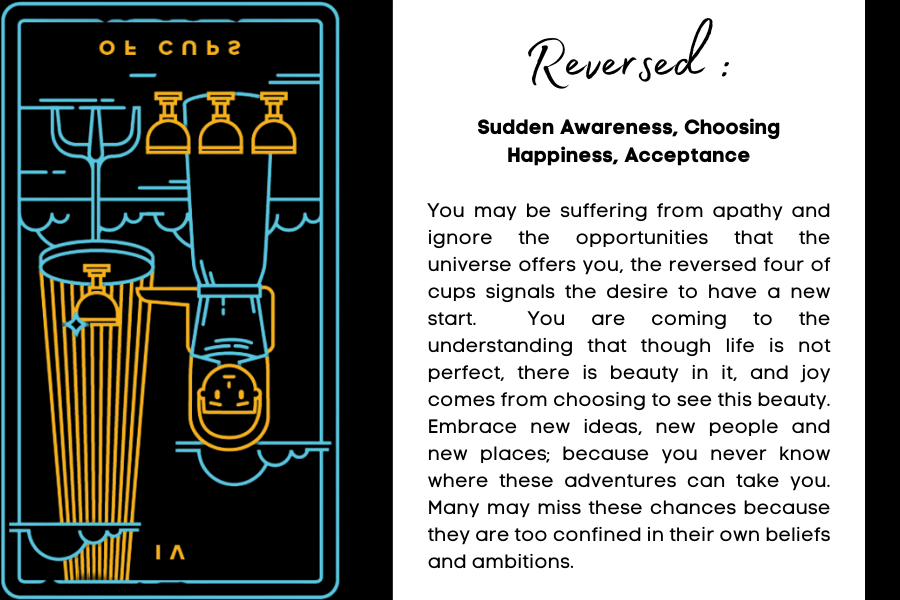 OF CUPS
IV
Reversed :
Sudden Awareness, Choosing
Happiness, Acceptance
You may be suffering from apathy and
ignore the opportunities that the
universe offers you, the reversed four of
cups signals the desire to have a new
start. You are coming to the
understanding that though life is not
perfect, there is beauty in it, and joy
comes from choosing to see this beauty.
Embrace new ideas, new people and
new places; because you never know
where these adventures can take you.
Many may miss these chances because
they are too confined in their own beliefs
and ambitions.